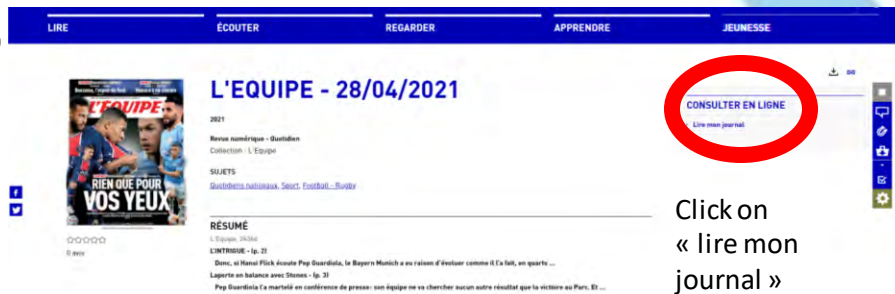 LIRE
ÉCOUTER
REGARDER
APPRENDRE
JEUNESSE
L'ÉQUIPE
RIEN QUE POUR
VOS YEUX
0 avis
L'EQUIPE - 28/04/2021
2021
Revue numérique - Quotidien
Collection : L'Equipe
SUJETS
Quotidiens nationaux, Sport, Football - Rugby
RÉSUMÉ
L'INTRIGUE - (p. 2)
Donc, si Hansi Flick écoute Pep Guardiola, le Bayern Munich a eu raison d'évoluer comme il l'a fait, en quarts ...
Laporte en balance avec Stones - (p. 3)
Pep Guardiola l'a martelé en conférence de presse: son équipe ne va chercher aucun autre résultat que la victoire au Parc. Et ...
CONSULTER EN LIGNE
Lire mon journal
Click on
« lire mon
journal »